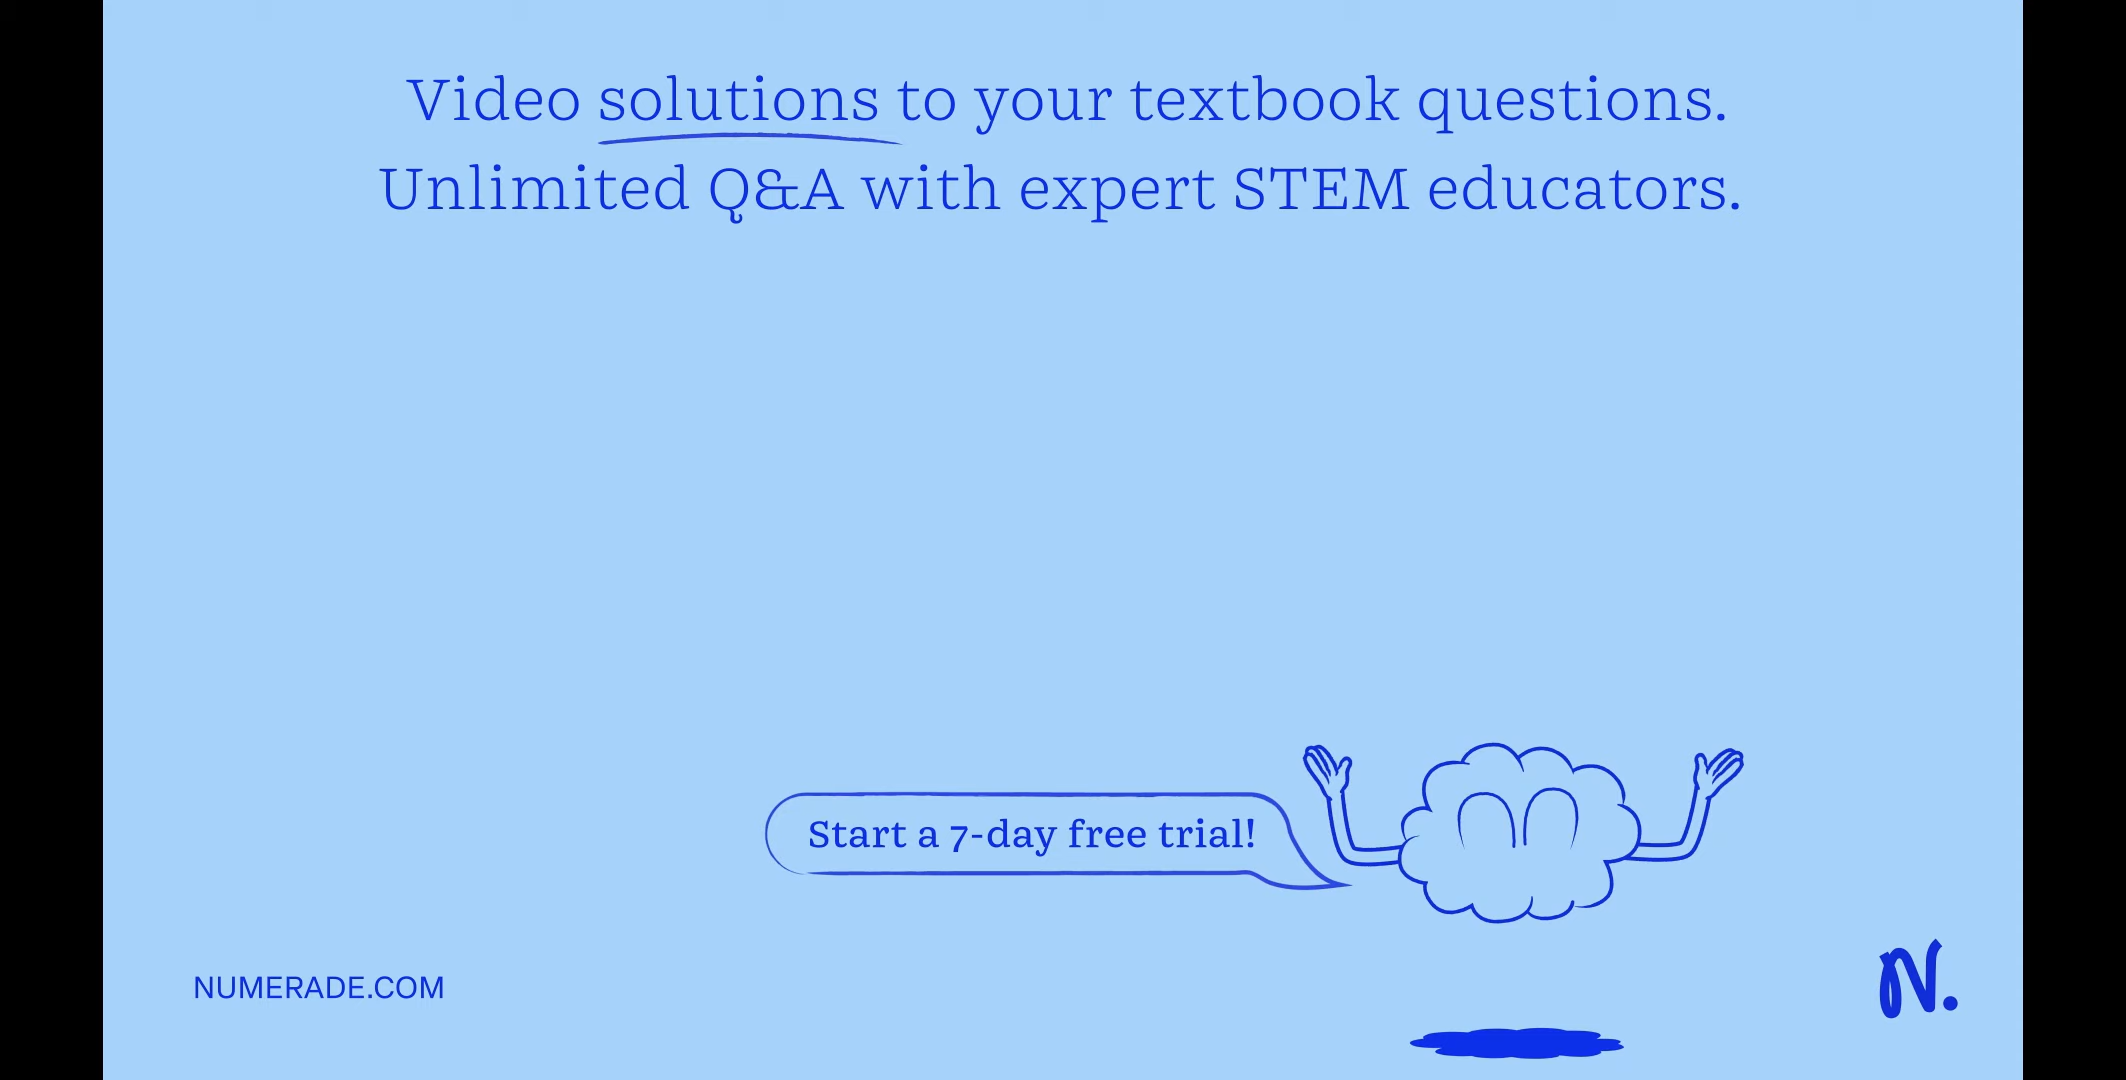 Video solutions to your textbook questions.
Unlimited Q&A with expert STEM educators.
Start a 7-day free trial!
NUMERADE.COM
N.